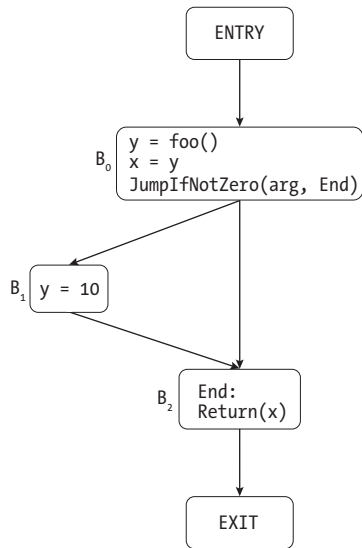 ENTRY
B0
y = foo()
x = y
JumpIfNotZero(arg, End)
B1
y = 10
B2
End:
Return(x)
EXIT